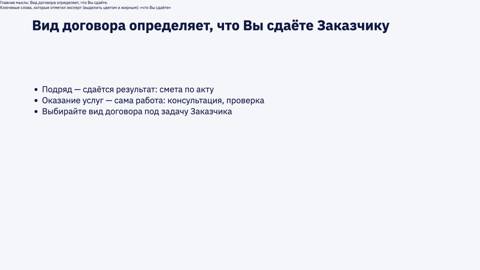 Главная мысль: Вид договора определяет, что Вы сдаёте.
Ключевые слова, которые отметил эксперт (выделить цветом и жирным): «что Вы сдаёте»
Вид договора определяет, что Вы сдаёте Заказчику
• Подряд — сдаётся результат: смета по акту
• Оказание услуг — сама работа: консультация, проверка
• Выбирайте вид договора под задачу Заказчика